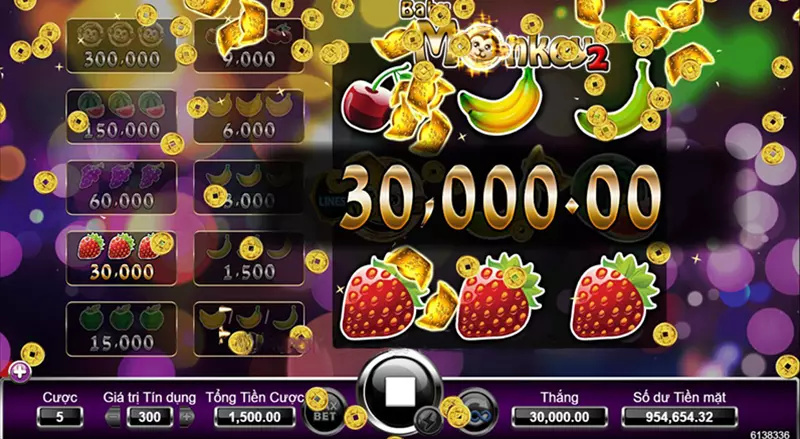 Monkey 2
300,000
9,000
150,000
6,000
60,000
3,000
30,000
1,500
15,000
30,000.00
LINES
Cược
Giá trị Tín dụng
Tổng Tiền Cược
BET
Thắng
Số dư Tiền mặt
5
300
1,500.00
30,000.00
954,654.32
6138336